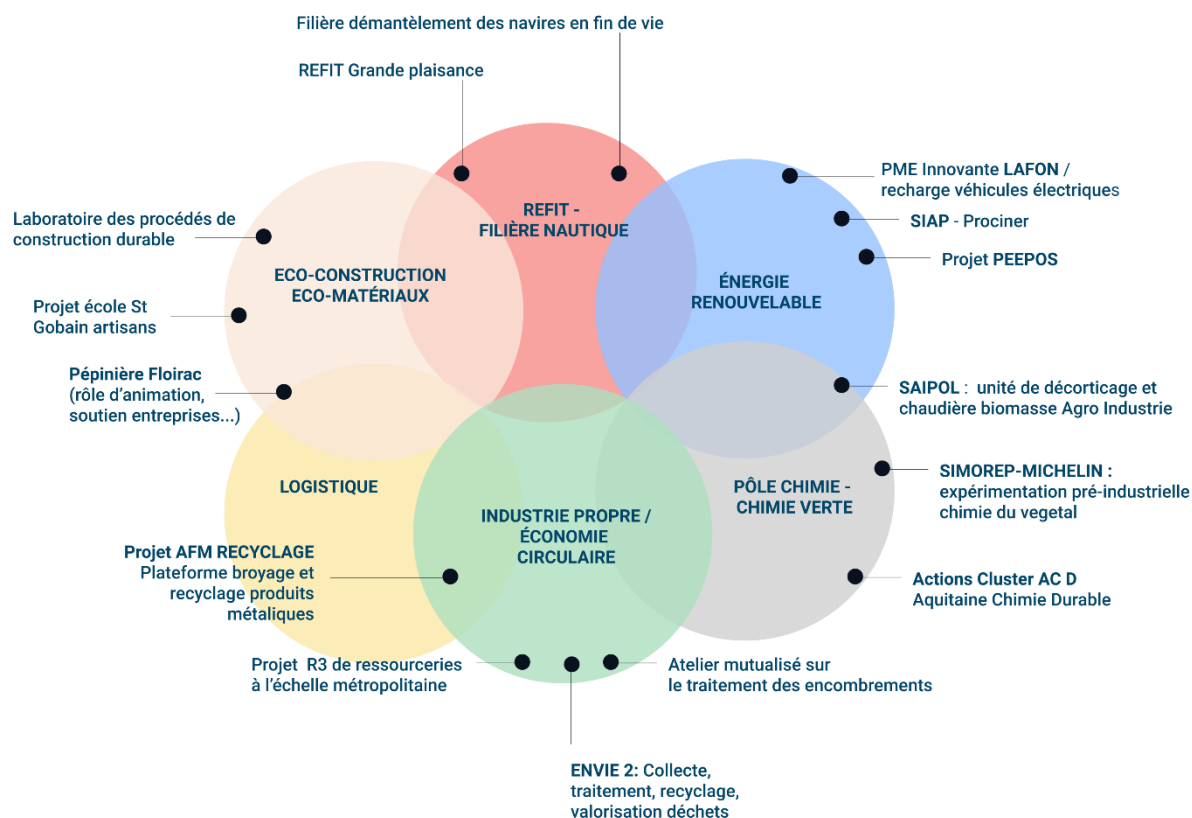 Filière démantèlement des navires en fin de vie
REFIT Grande plaisance
PME Innovante LAFON /
recharge véhicules électriques
SIAP - Prociner
Projet PEEPOS
REFIT -
FILIÈRE NAUTIQUE
Laboratoire des procédés de
construction durable
ECO-CONSTRUCTION
ECO-MATÉRIAUX
ÉNERGIE
RENOUVELABLE
Projet école St
Gobain artisans
Pépinière Floirac
(rôle d'animation,
soutien entreprises...)
SAIPOL : unité de décorticage et
chaudière biomasse Agro Industrie
LOGISTIQUE
PÔLE CHIMIE -
CHIMIE VERTE
SIMOREP-MICHELIN :
expérimentation pré-industrielle
chimie du vegetal
INDUSTRIE PROPRE /
ÉCONOMIE
CIRCULAIRE
Projet AFM RECYCLAGE
Plateforme broyage et
recyclage produits
métaliques
Actions Cluster AC D
Aquitaine Chimie Durable
Projet R3 de ressourceries
à l'échelle métropolitaine
Atelier mutualisé sur
le traitement des encombrements
ENVIE 2: Collecte,
traitement, recyclage,
valorisation déchets